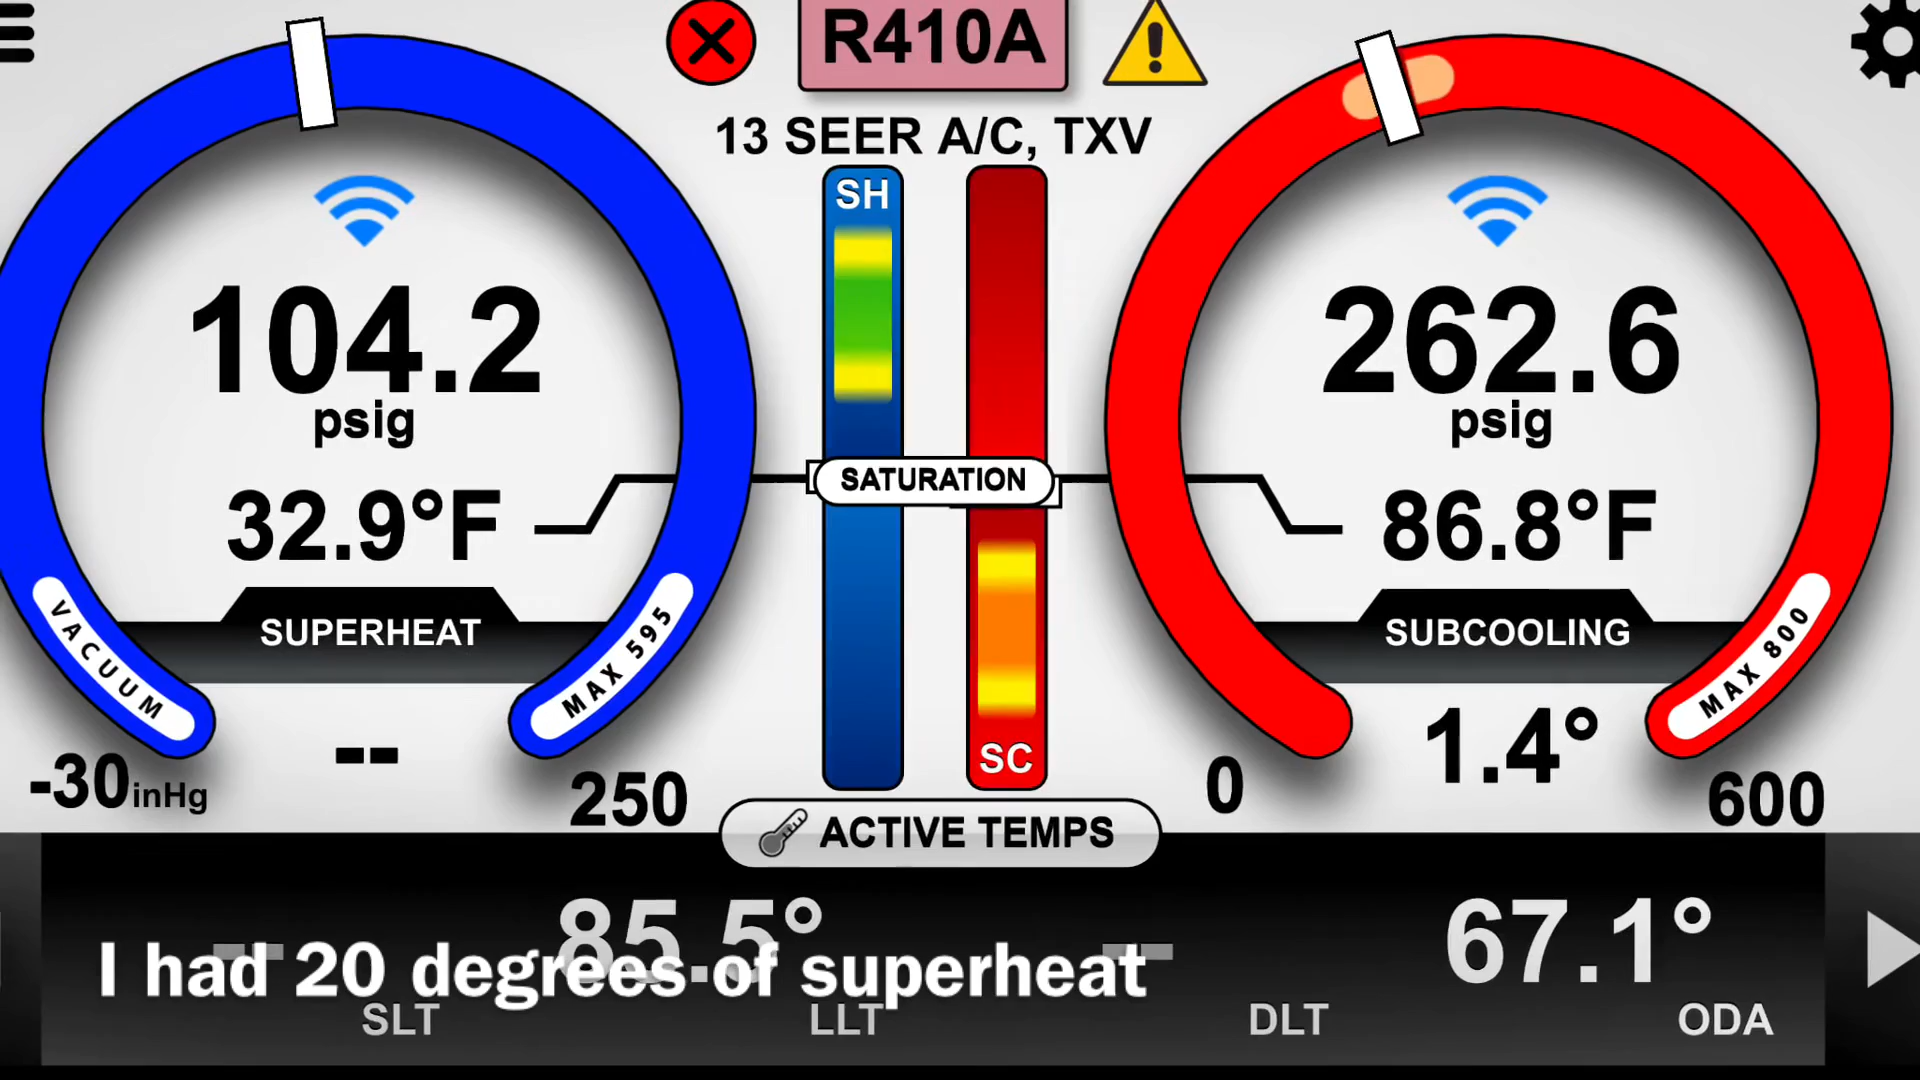 R410A
13 SEER A/C, TXV
SH
104.2
psig
262.6
psig
SATURATION
32.9°F
86.8°F
SUPERHEAT
SUBCOOLING
VACUUM
MAX 595
MAX 800
--
1.4°
SC
-30inHg
250
0
600
ACTIVE TEMPS
-- 85.5° -- 67.1°
I had 20 degrees of superheat
SLT LLT DLT ODA